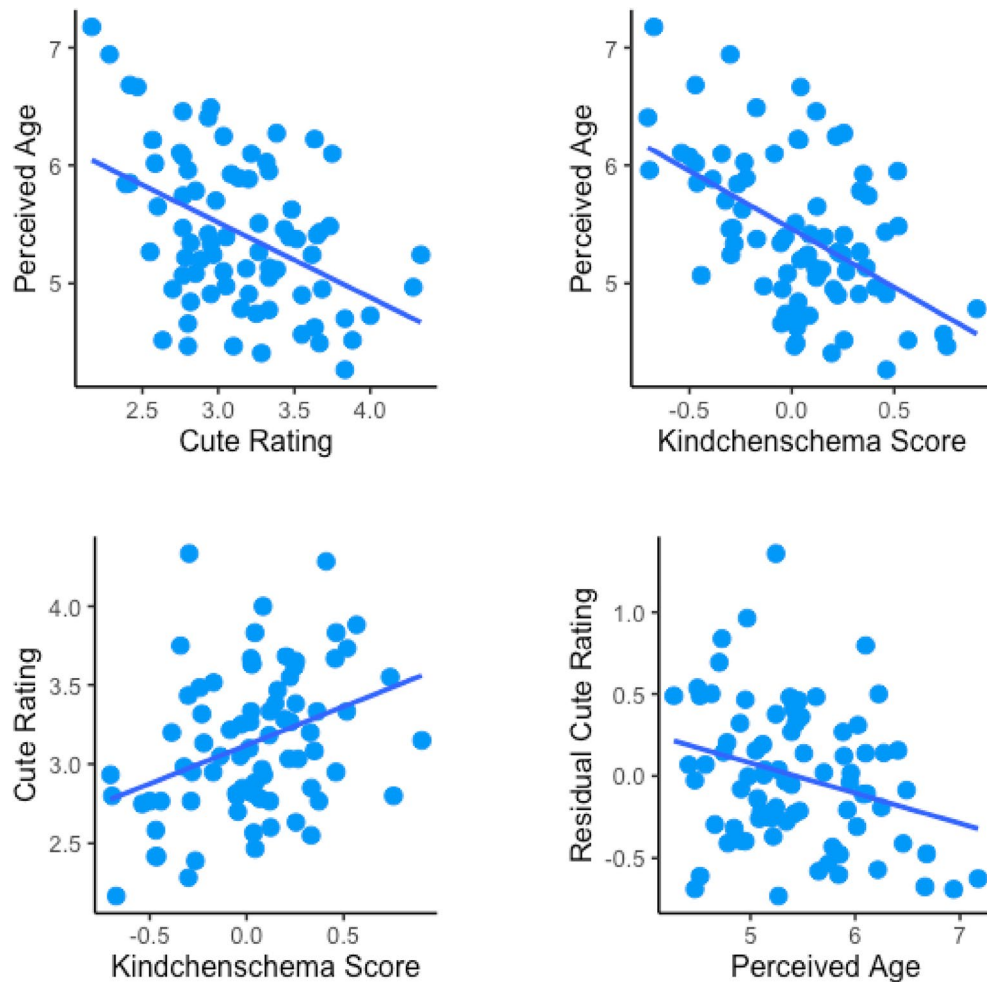 Perceived Age
7
6
5
2.5 3.0 3.5 4.0
Cute Rating
Perceived Age
7
6
5
-0.5 0.0 0.5
Kindchenschema Score
Cute Rating
4.0
3.5
3.0
2.5
-0.5 0.0 0.5
Kindchenschema Score
Residual Cute Rating
1.0
0.5
0.0
-0.5
5 6 7
Perceived Age